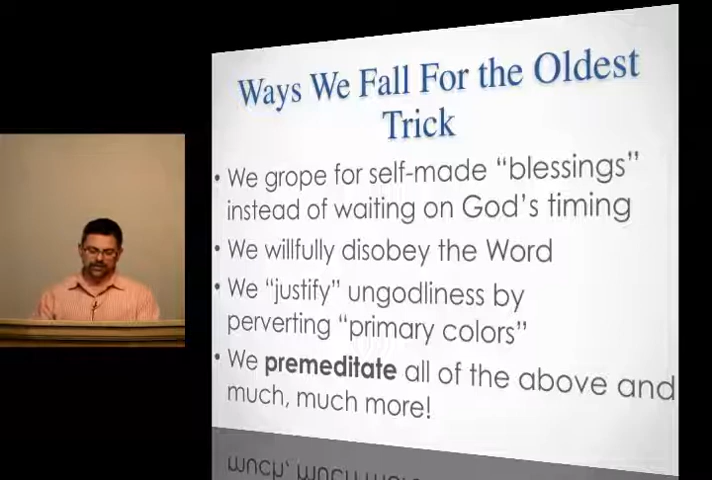 Ways We Fall For the Oldest
Trick
• We grope for self-made “blessings”
instead of waiting on God’s timing
• We willfully disobey the Word
• We “justify” ungodliness by
perverting “primary colors”
• We premeditate all of the above and
much, much more!